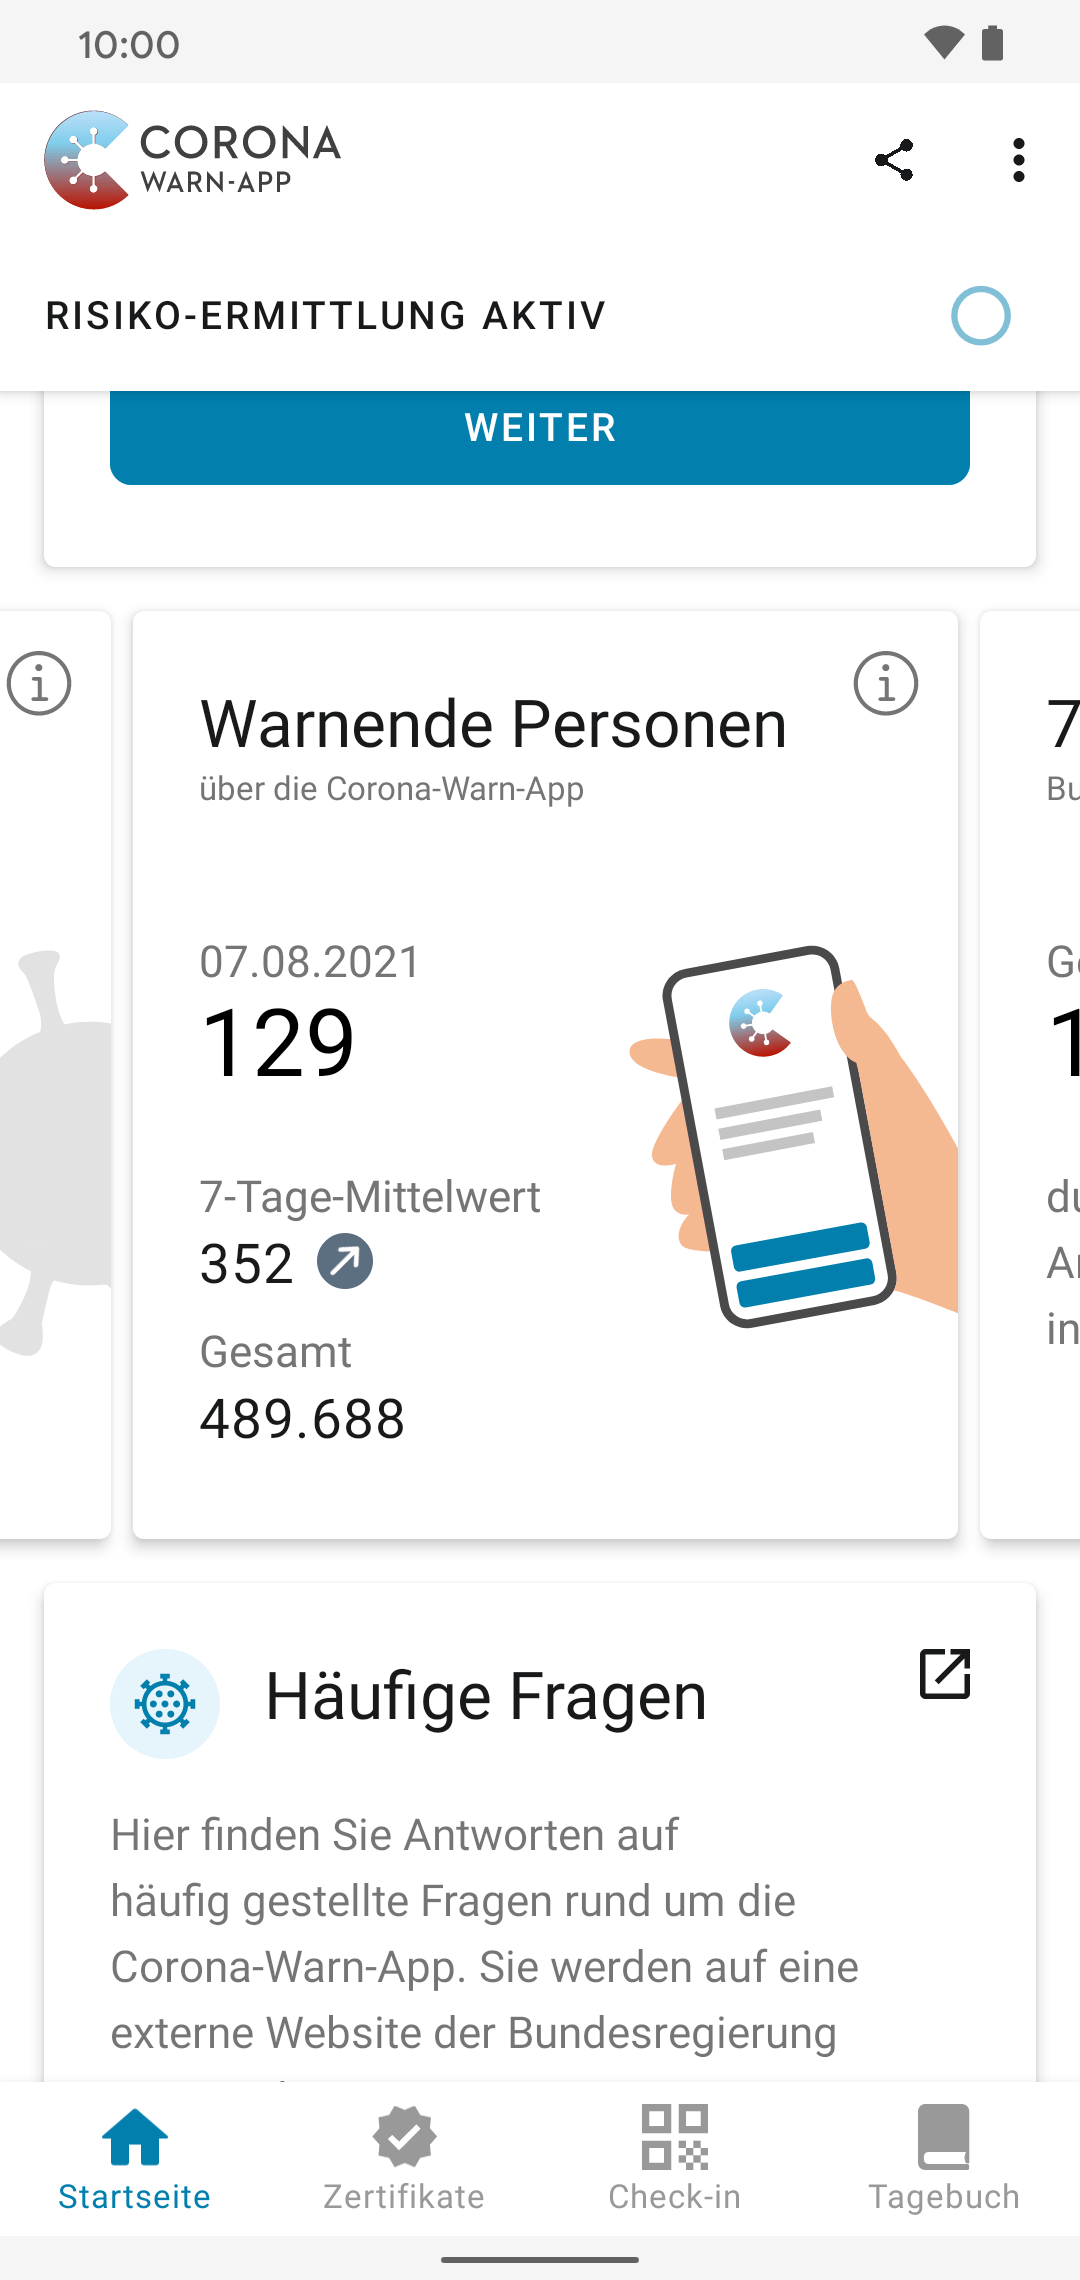 10:00
CORONA
WARN-APP
RISIKO-ERMITTLUNG AKTIV
WEITER
Warnende Personen
über die Corona-Warn-App
07.08.2021
129
7-Tage-Mittelwert
352
Gesamt
489.688
7
Häufige Fragen
Hier finden Sie Antworten auf
häufig gestellte Fragen rund um die
Corona-Warn-App. Sie werden auf eine
externe Website der Bundesregierung
Startseite
Zertifikate
Check-in
Tagebuch